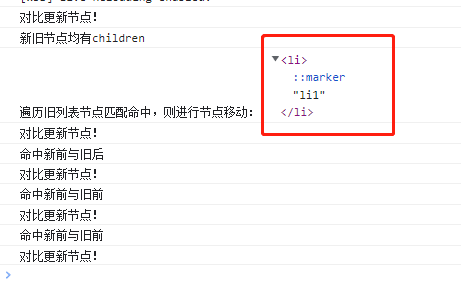 对比更新节点!
新旧节点均有children
▼<li>
::marker
"li1"
</li>
遍历旧列表节点匹配命中，则进行节点移动：
对比更新节点!
命中新前与旧后
对比更新节点!
命中新前与旧前
对比更新节点!
命中新前与旧前
对比更新节点!
>